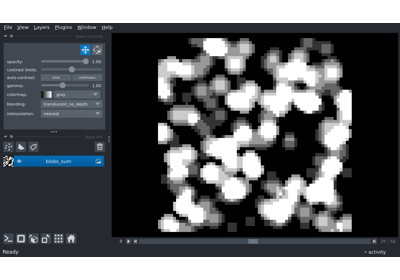 File View Layers Plugins Window Help
opacity: 1.00
contrast limits:
auto-contrast: once continuous
gamma: 1.00
colormap: gray
blending: translucent_no_depth
interpolation: nearest
blobs_sum
Ready
activity